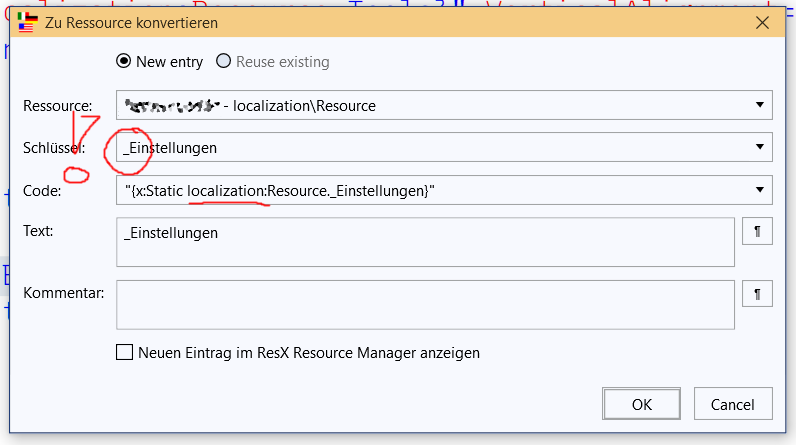 Zu Ressource konvertieren
New entry
Reuse existing
Ressource:
- localization\Resource
Schlüssel:
_Einstellungen
Code:
"{x:Static localization:Resource._Einstellungen}"
Text:
_Einstellungen
¶
Kommentar:
¶
Neuen Eintrag im ResX Resource Manager anzeigen
OK
Cancel